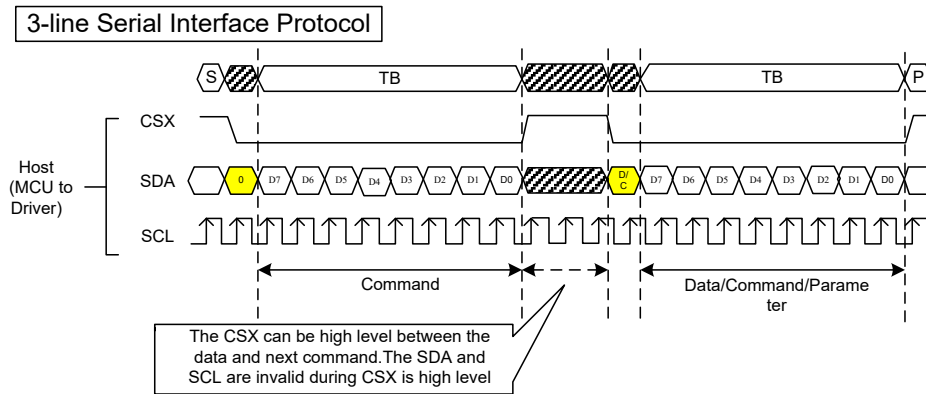 3-line Serial Interface Protocol
S TB TB P
CSX
Host
(MCU to
Driver)
SDA 0 D7 D6 D5 D4 D3 D2 D1 D0 D/
C D7 D6 D5 D4 D3 D2 D1 D0
SCL
Command
Data/Command/Parame
ter
The CSX can be high level between the
data and next command.The SDA and
SCL are invalid during CSX is high level